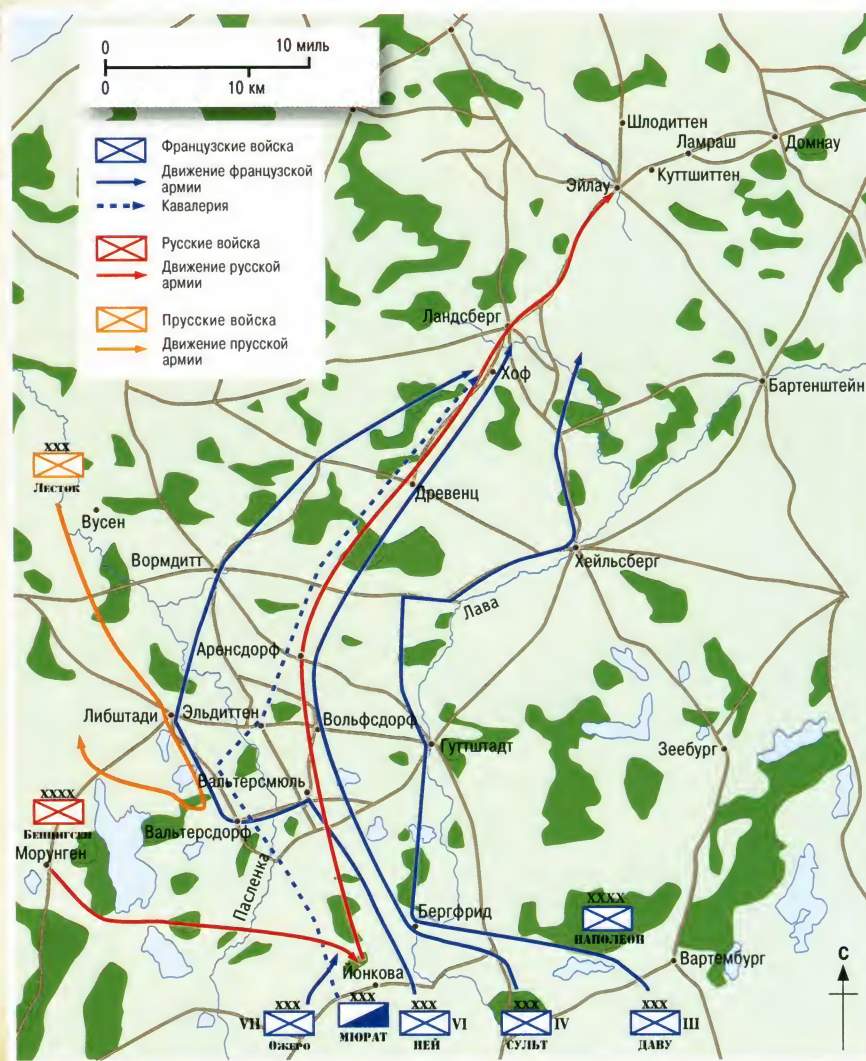 0 10 миль
0 10 км
Французские войска
Движение французской
армии
Кавалерия
Русские войска
Движение русской
армии
Прусские войска
Движение прусской
армии
Шлодиттен
Ламраш
Домнау
Куттшиттен
Эйлау
Ландсберг
Хоф
Бартенштейн
XXX
Лесток
Вусен
Древенц
Вормдитт
Хейльсберг
Лава
Аренсдорф
Либштади
Эльдиттен
Вольфсдорф
Гуттштадт
Зеебург
Вальтерсмюль
XXXX
Беннигсен
Вальтерсдорф
Морунген
Пасленка
Бергфрид
XXXX
НАПОЛЕОН
Вартембург
С
Йонкова
XXX
VII
ОЖЕРО
XXX
МЮРАТ
XXX
VI
НЕЙ
XXX
IV
СУЛЬТ
XXX
III
ДАВУ